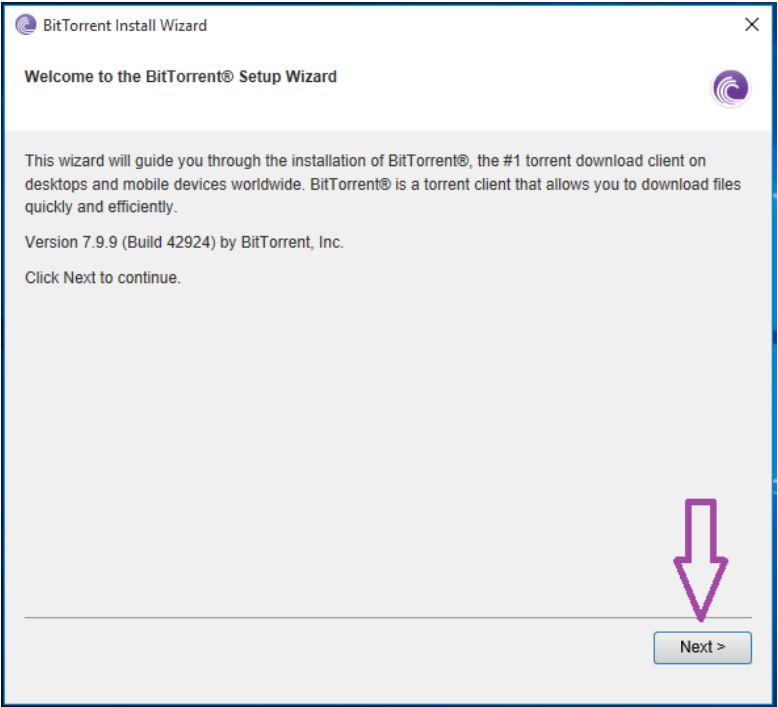 BitTorrent Install Wizard
Welcome to the BitTorrent® Setup Wizard
This wizard will guide you through the installation of BitTorrent®, the #1 torrent download client on
desktops and mobile devices worldwide. BitTorrent® is a torrent client that allows you to download files
quickly and efficiently.
Version 7.9.9 (Build 42924) by BitTorrent, Inc.
Click Next to continue.
Next >